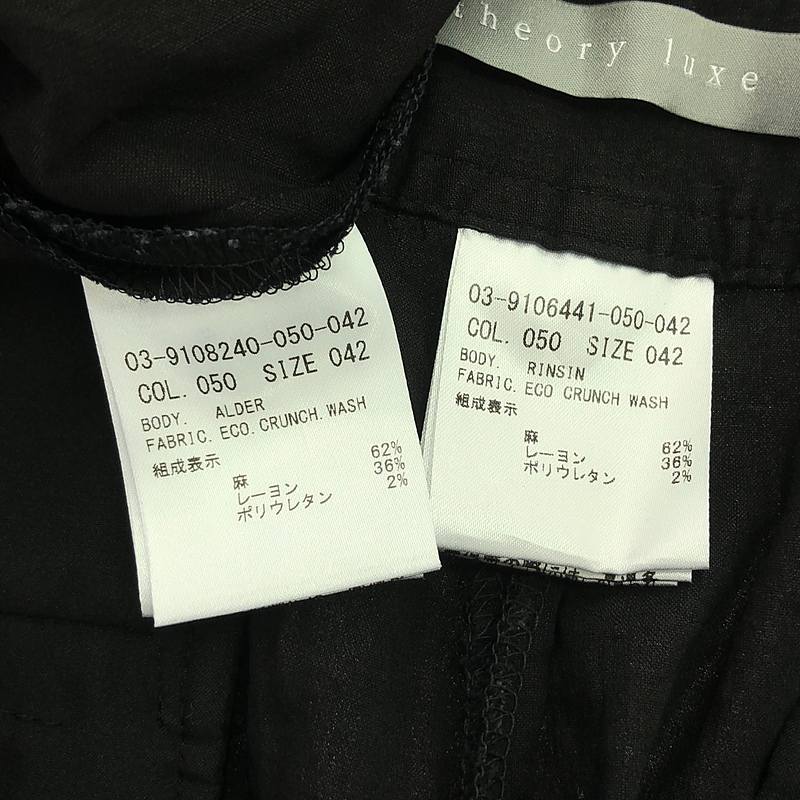 theory luxe
03-9108240-050-042
COL. 050 SIZE 042
BODY. ALDER
FABRIC. ECO.CRUNCH.WASH
組成表示
麻 62%
レーヨン 36%
ポリウレタン 2%
03-9106441-050-042
COL. 050 SIZE 042
BODY. RINSIN
FABRIC. ECO CRUNCH WASH
組成表示
麻 62%
レーヨン 36%
ポリウレタン 2%